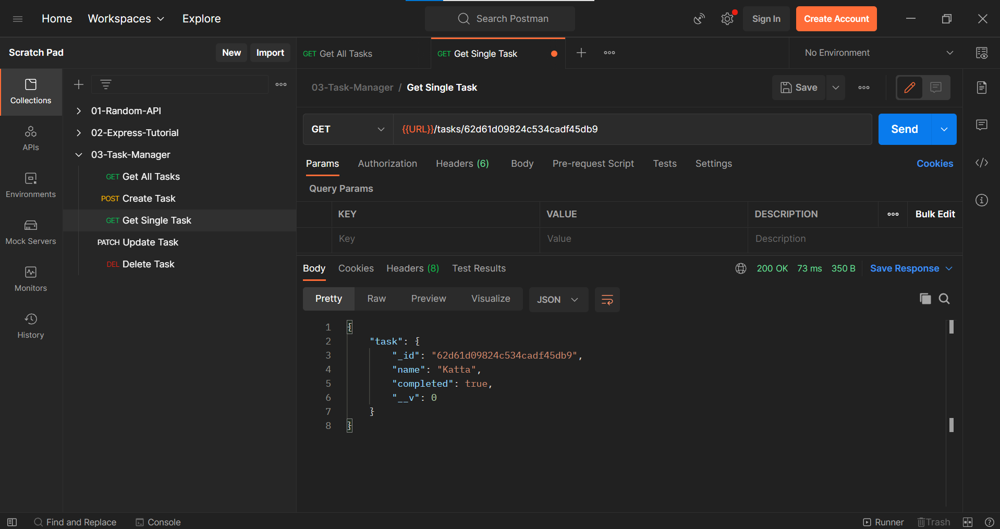 Home Workspaces Explore Search Postman Sign In Create Account
Scratch Pad New Import GET Get All Tasks GET Get Single Task No Environment
Collections
APIs
Environments
Mock Servers
Monitors
History
01-Random-API
02-Express-Tutorial
03-Task-Manager
GET Get All Tasks
POST Create Task
GET Get Single Task
PATCH Update Task
DEL Delete Task
03-Task-Manager / Get Single Task Save
GET {{URL}}/tasks/62d61d09824c534cadf45db9 Send
Params Authorization Headers (6) Body Pre-request Script Tests Settings Cookies
Query Params
KEY VALUE DESCRIPTION Bulk Edit
Key Value Description
Body Cookies Headers (8) Test Results 200 OK 73 ms 350 B Save Response
Pretty Raw Preview Visualize JSON
1 {
2 "task": {
3 "_id": "62d61d09824c534cadf45db9",
4 "name": "Katta",
5 "completed": true,
6 "__v": 0
7 }
8 }
Find and Replace Console Runner Trash